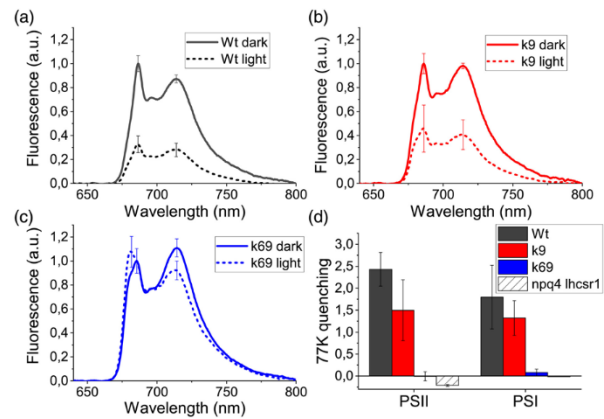 (a)
Fluorescence (a.u.)
1,2
1,0
0,8
0,6
0,4
0,2
0,0
Wt dark
Wt light
650
700
750
800
Wavelength (nm)
(b)
Fluorescence (a.u.)
1,2
1,0
0,8
0,6
0,4
0,2
0,0
k9 dark
k9 light
650
700
750
800
Wavelength (nm)
(c)
Fluorescence (a.u.)
1,2
1,0
0,8
0,6
0,4
0,2
0,0
k69 dark
k69 light
650
700
750
800
Wavelength (nm)
(d)
77K quenching
3,5
3,0
2,5
2,0
1,5
1,0
0,5
0,0
Wt
k9
k69
npq4 lhcsr1
PSII
PSI